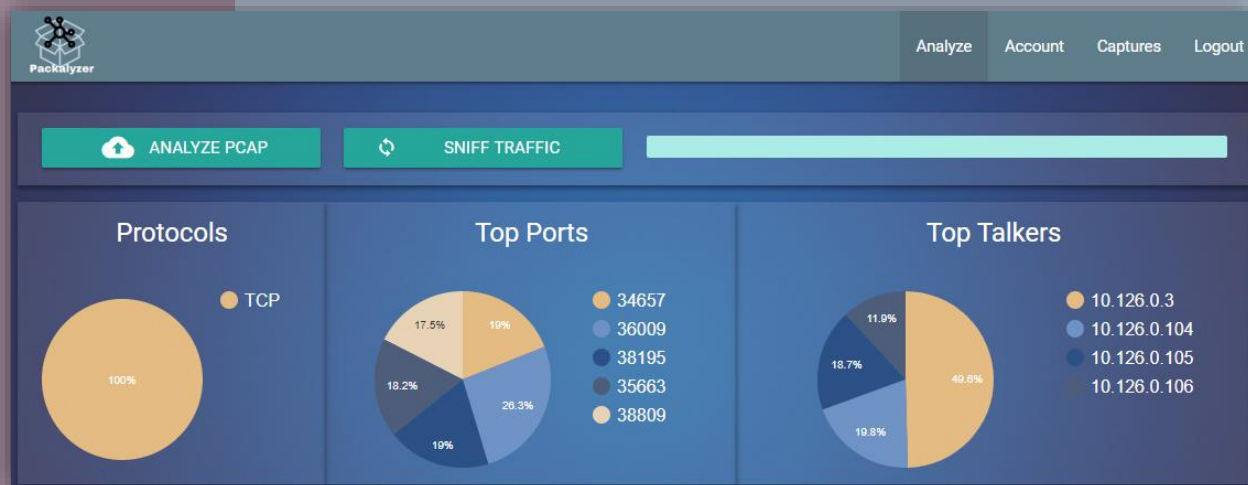 Packalyzer
Analyze
Account
Captures
Logout
ANALYZE PCAP
SNIFF TRAFFIC
Protocols
TCP
100%
Top Ports
34657
36009
38195
35663
38809
17.5%
19%
18.2%
26.3%
19%
Top Talkers
10.126.0.3
10.126.0.104
10.126.0.105
10.126.0.106
11.9%
18.7%
49.6%
19.8%